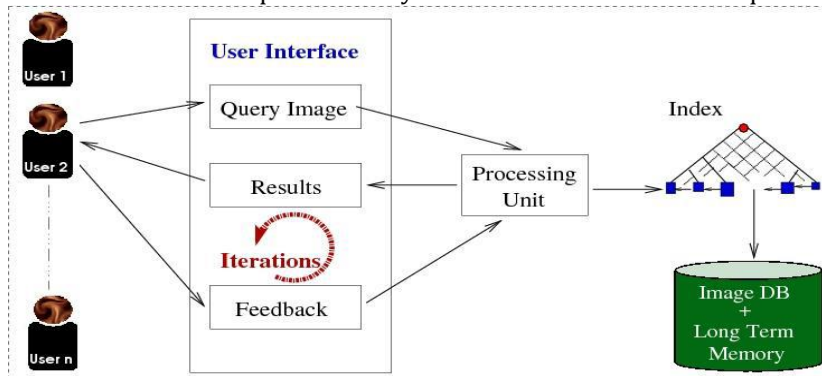 User 1
User 2
User n
User Interface
Query Image
Results
Iterations
Feedback
Processing
Unit
Index
Image DB
+
Long Term
Memory